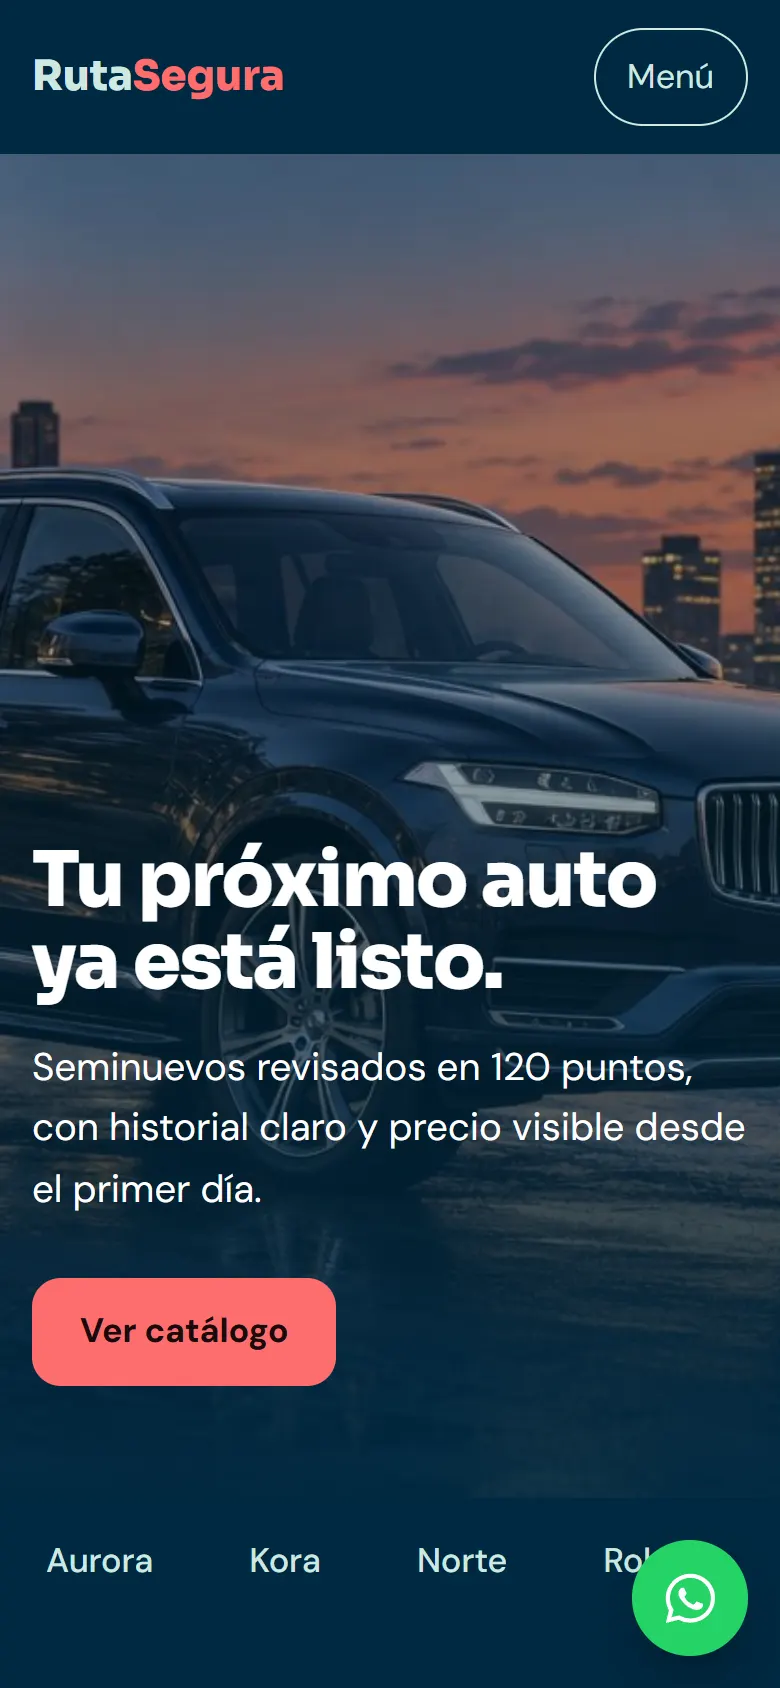 RutaSegura
Menú
Tu próximo auto
ya está listo.
Seminuevos revisados en 120 puntos,
con historial claro y precio visible desde
el primer día.
Ver catálogo
Aurora Kora Norte